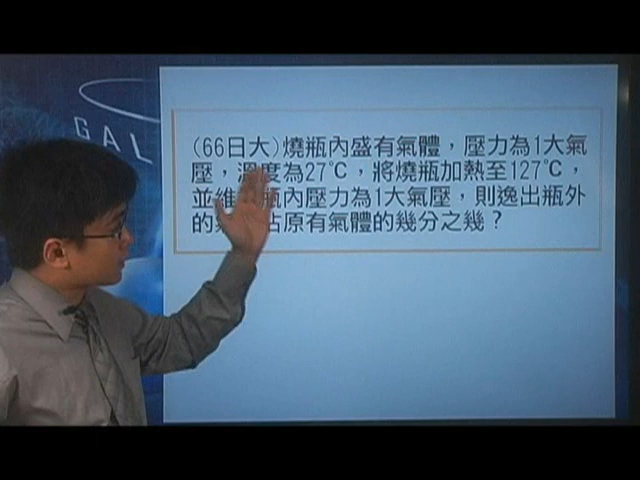 GAL
(66日大)燒瓶內盛有氣體，壓力為1大氣
壓，溫度為27℃，將燒瓶加熱至127℃，
並維 瓶內壓力為1大氣壓，則逸出瓶外
的 佔原有氣體的幾分之幾？